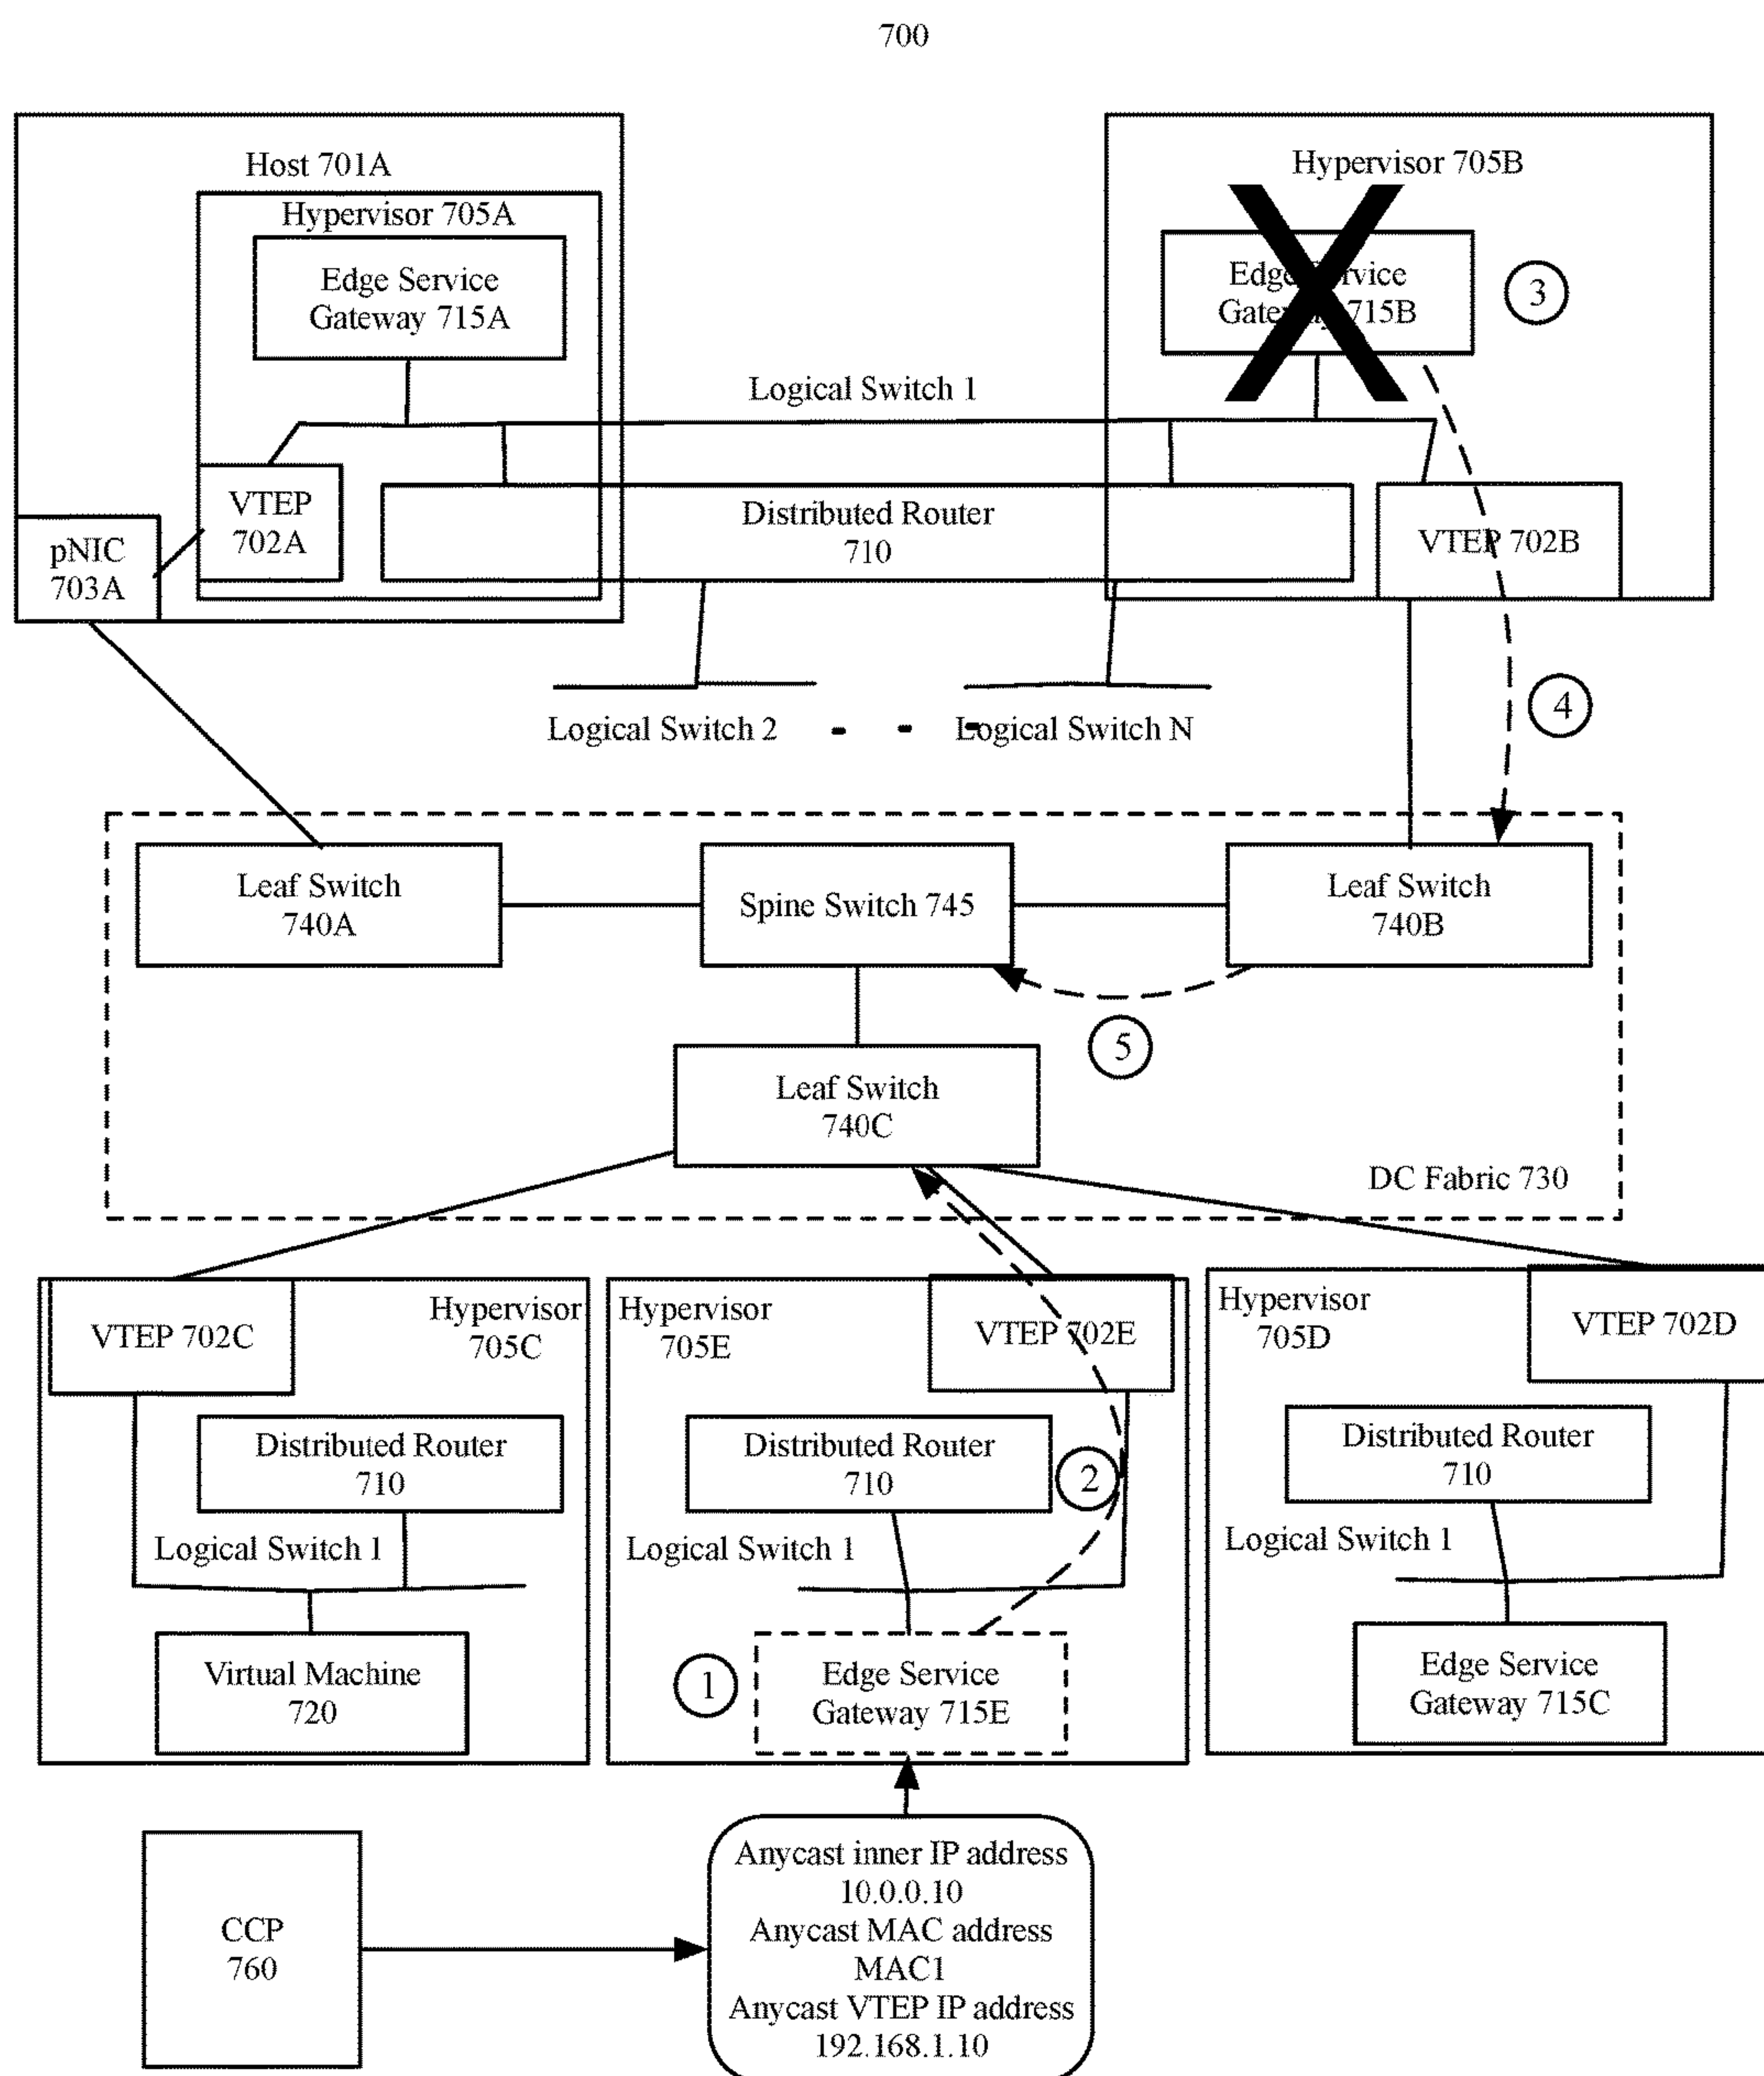 700
Host 701A
Hypervisor 705A
Edge Service
Gateway 715A
Hypervisor 705B
Edge Service
Gateway 715B
3
Logical Switch 1
VTEP
702A
pNIC
703A
Distributed Router
710
VTEP 702B
Logical Switch 2
Logical Switch N
4
Leaf Switch
740A
Spine Switch 745
Leaf Switch
740B
5
Leaf Switch
740C
DC Fabric 730
VTEP 702C
Hypervisor
705C
Distributed Router
710
Logical Switch 1
Virtual Machine
720
Hypervisor
705E
VTEP 702E
Distributed Router
710
2
Logical Switch 1
1
Edge Service
Gateway 715E
Hypervisor
705D
VTEP 702D
Distributed Router
710
Logical Switch 1
Edge Service
Gateway 715C
CCP
760
Anycast inner IP address
10.0.0.10
Anycast MAC address
MAC1
Anycast VTEP IP address
192.168.1.10